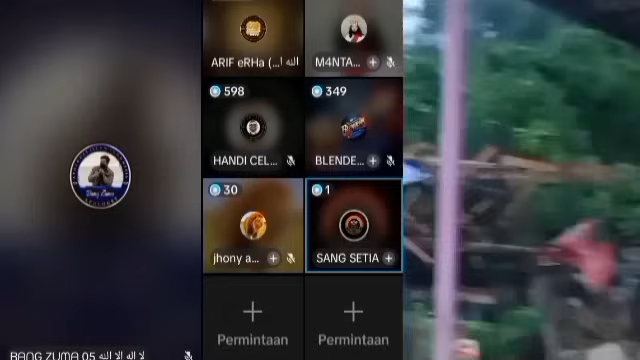 ARIF eRHa (... الله ا
M4NTA...
598
349
HANDI CEL...
BLENDE...
30
1
jhony a...
SANG SETIA
Permintaan
Permintaan
BANG ZUMA 05 لا اله الا الله